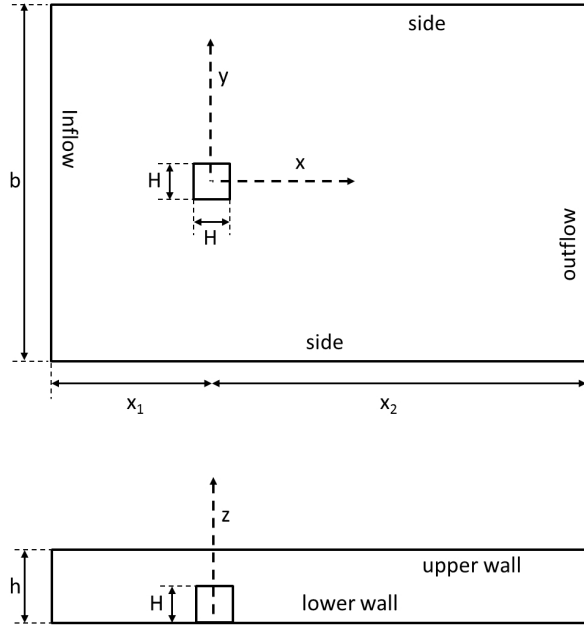 side
y
Inflow
x
b
H
H
outflow
side
x₁
x₂
z
h
upper wall
H
lower wall